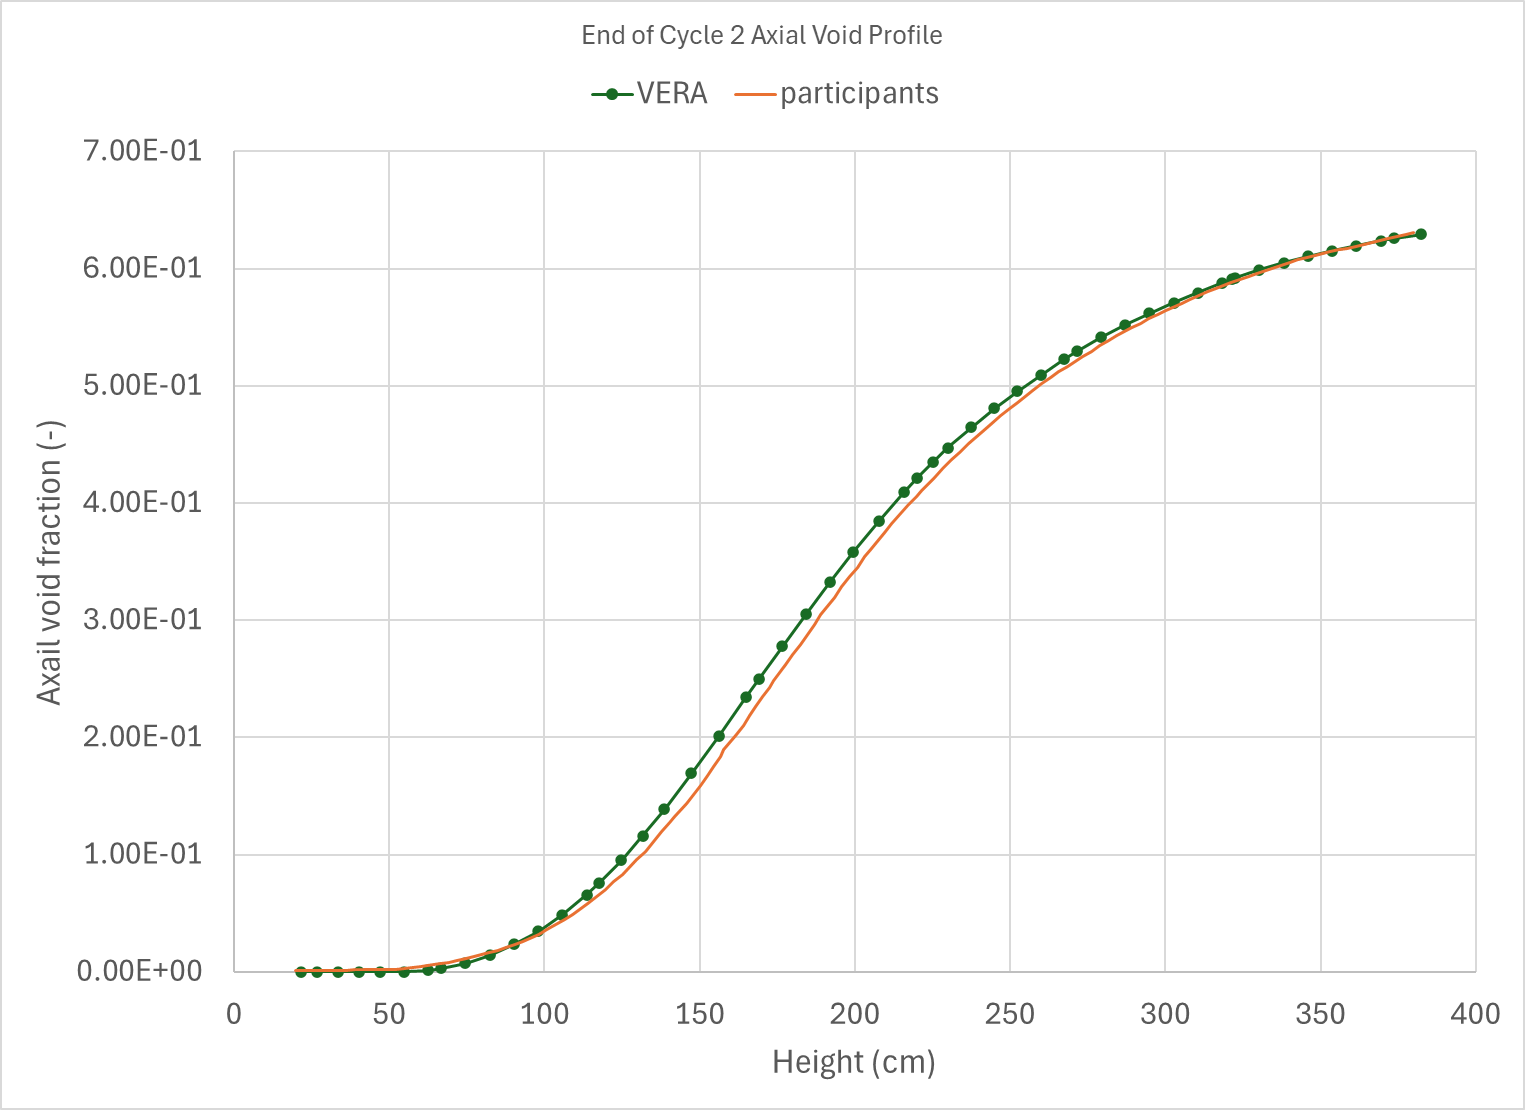 End of Cycle 2 Axial Void Profile
VERA participants
7.00E-01
6.00E-01
5.00E-01
4.00E-01
3.00E-01
2.00E-01
1.00E-01
0.00E+00
Axail void fraction (-)
0 50 100 150 200 250 300 350 400
Height (cm)